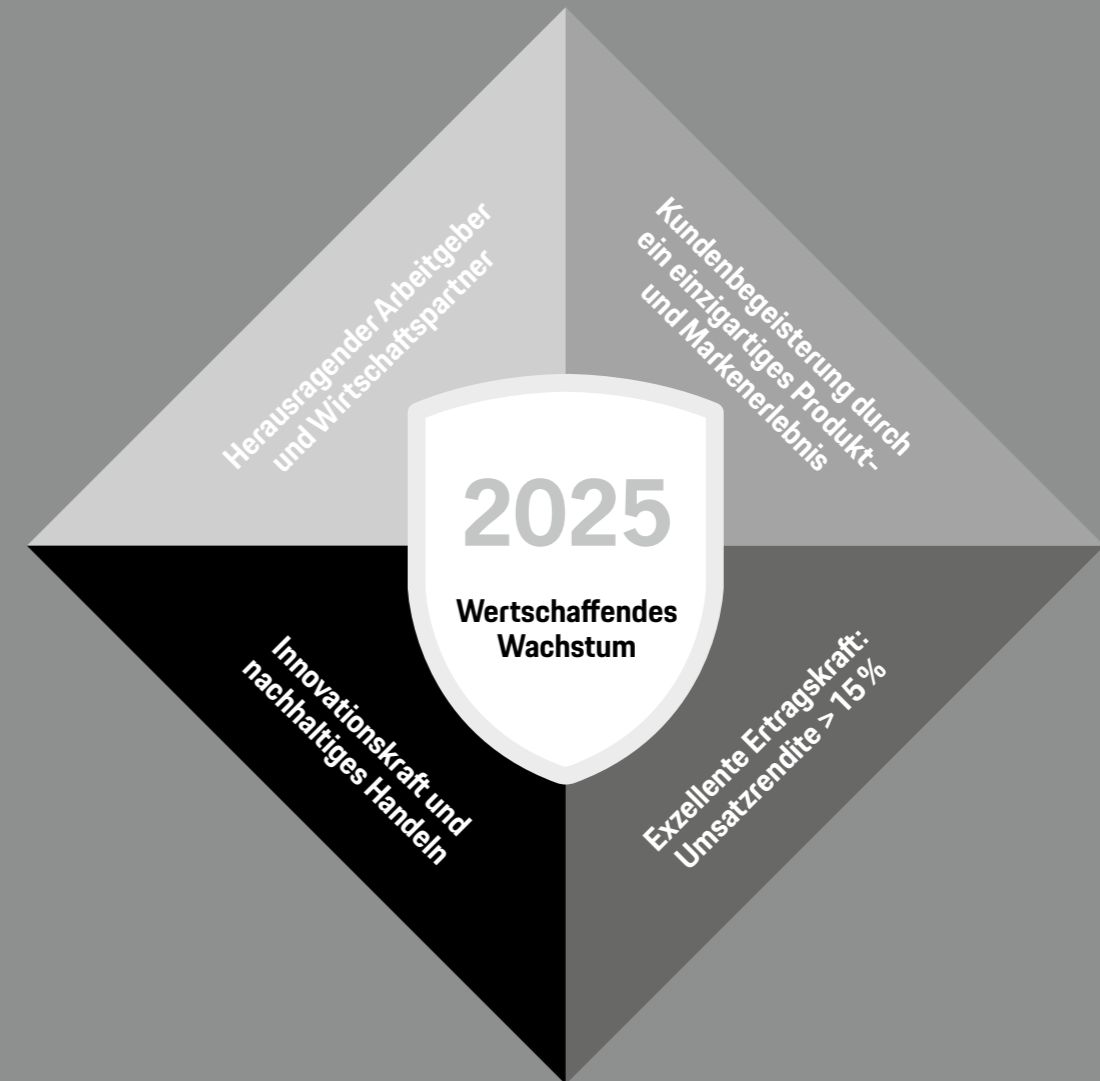 Herausragender Arbeitgeber
und Wirtschaftspartner
Kundenbegeisterung durch
ein einzigartiges Produkt-
und Markenerlebnis
2025
Wertschaffendes
Wachstum
Innovationskraft und
nachhaltiges Handeln
Exzellente Ertragskraft:
Umsatzrendite > 15 %